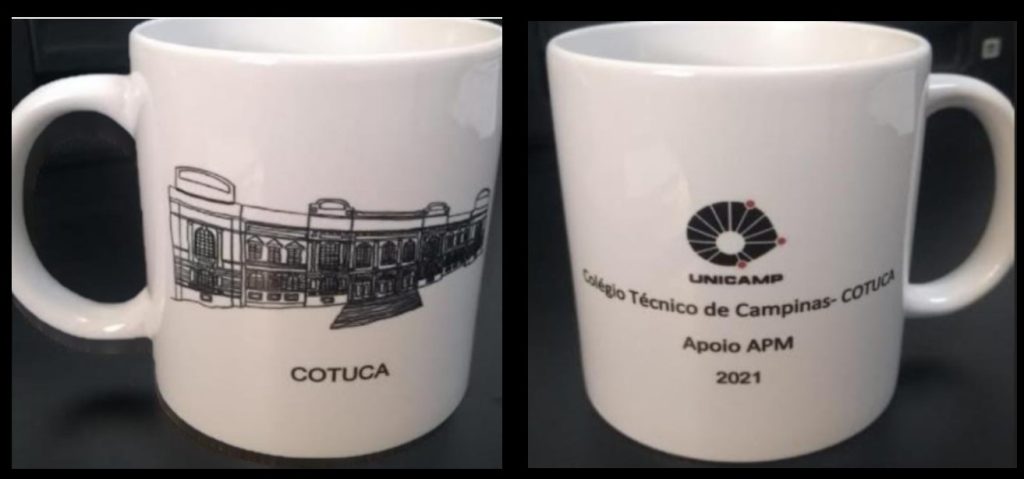 COTUCA
UNICAMP
Colégio Técnico de Campinas- COTUCA
Apoio APM
2021